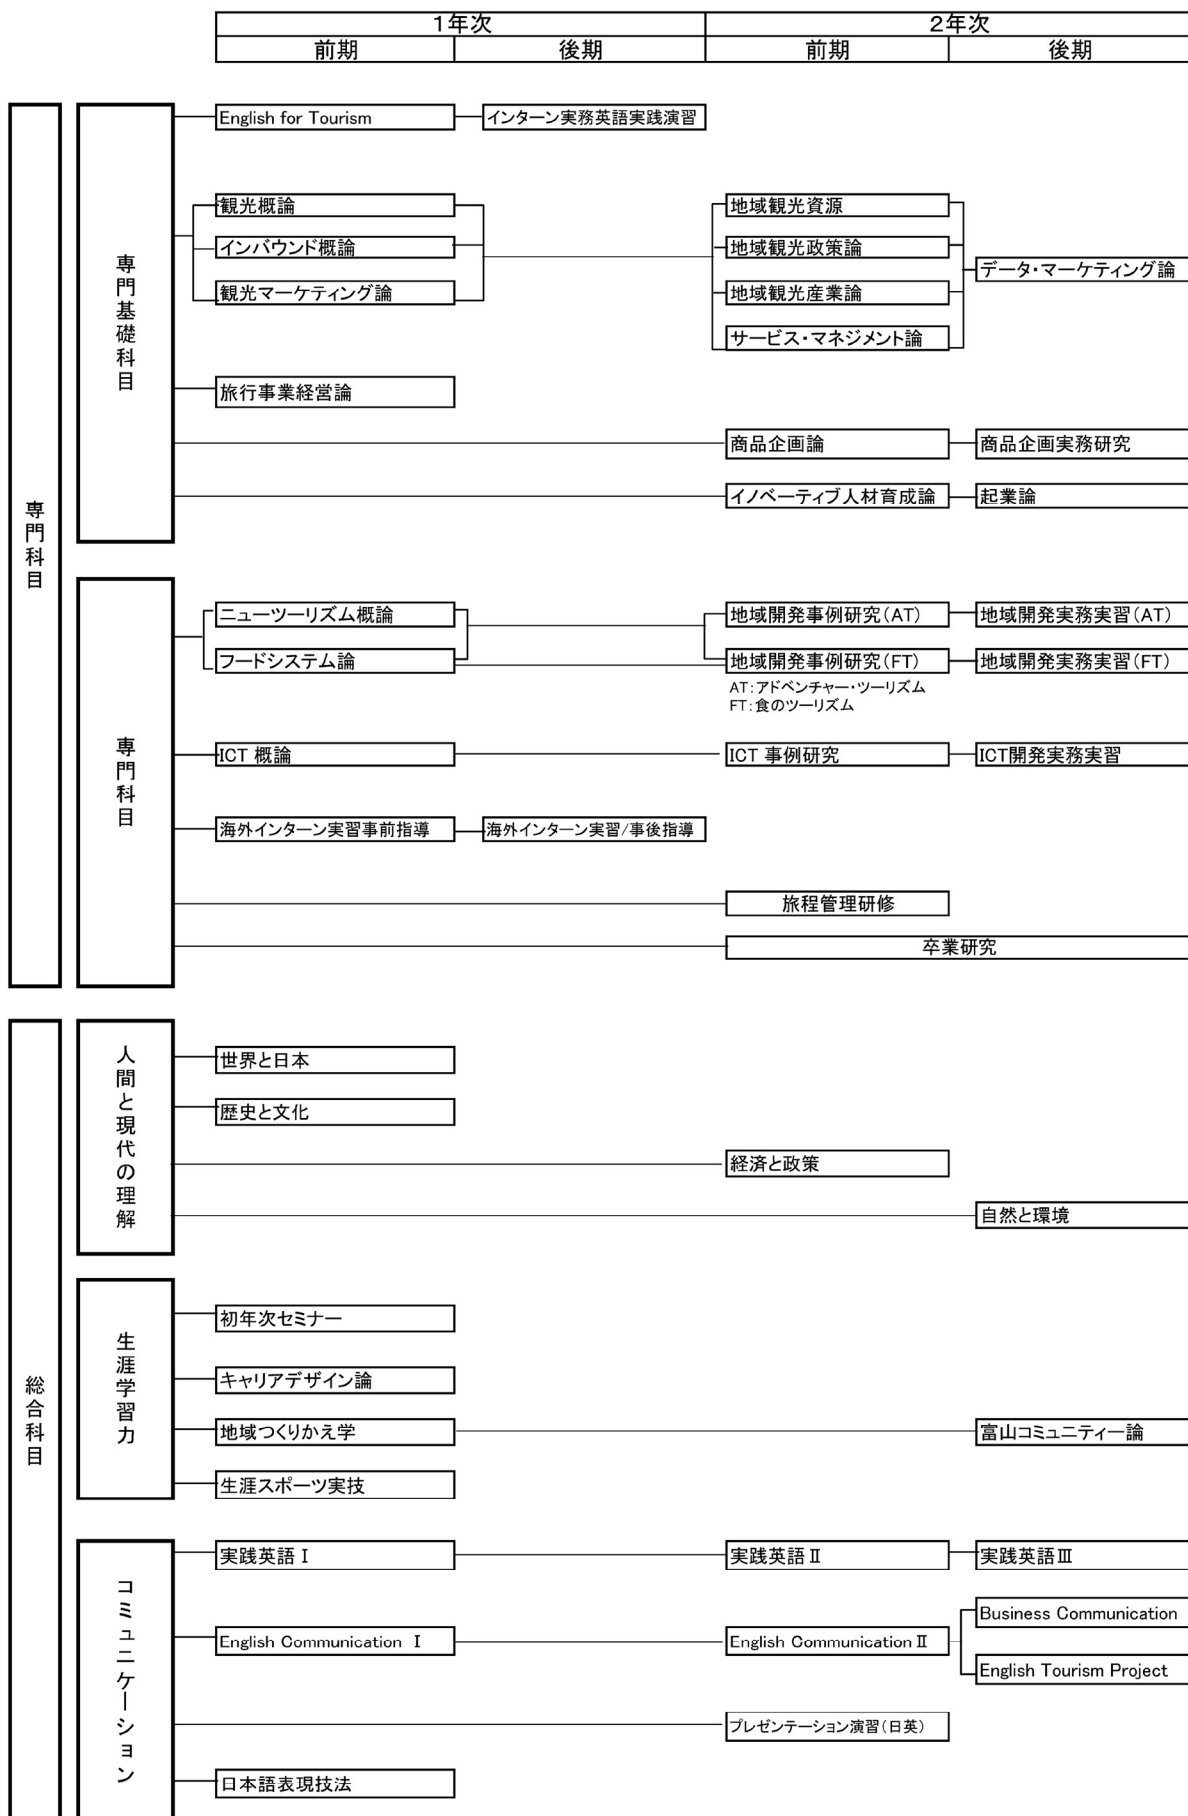 1年次
2年次
前期
後期
前期
後期
専門科目
専門基礎科目
English for Tourism
インターン実務英語実践演習
観光概論
地域観光資源
インバウンド概論
地域観光政策論
データ・マーケティング論
観光マーケティング論
地域観光産業論
サービス・マネジメント論
旅行事業経営論
商品企画論
商品企画実務研究
イノベーティブ人材育成論
起業論
専門科目
ニューツーリズム概論
地域開発事例研究(AT)
地域開発実務実習(AT)
フードシステム論
地域開発事例研究(FT)
地域開発実務実習(FT)
AT:アドベンチャー・ツーリズム
FT:食のツーリズム
ICT 概論
ICT 事例研究
ICT開発実務実習
海外インターン実習事前指導
海外インターン実習/事後指導
旅程管理研修
卒業研究
総合科目
人間と現代の理解
世界と日本
歴史と文化
経済と政策
自然と環境
生涯学習力
初年次セミナー
キャリアデザイン論
地域つくりかえ学
富山コミュニティー論
生涯スポーツ実技
コミュニケーション
実践英語Ⅰ
実践英語Ⅱ
実践英語Ⅲ
English Communication Ⅰ
English Communication Ⅱ
Business Communication
English Tourism Project
プレゼンテーション演習(日英)
日本語表現技法